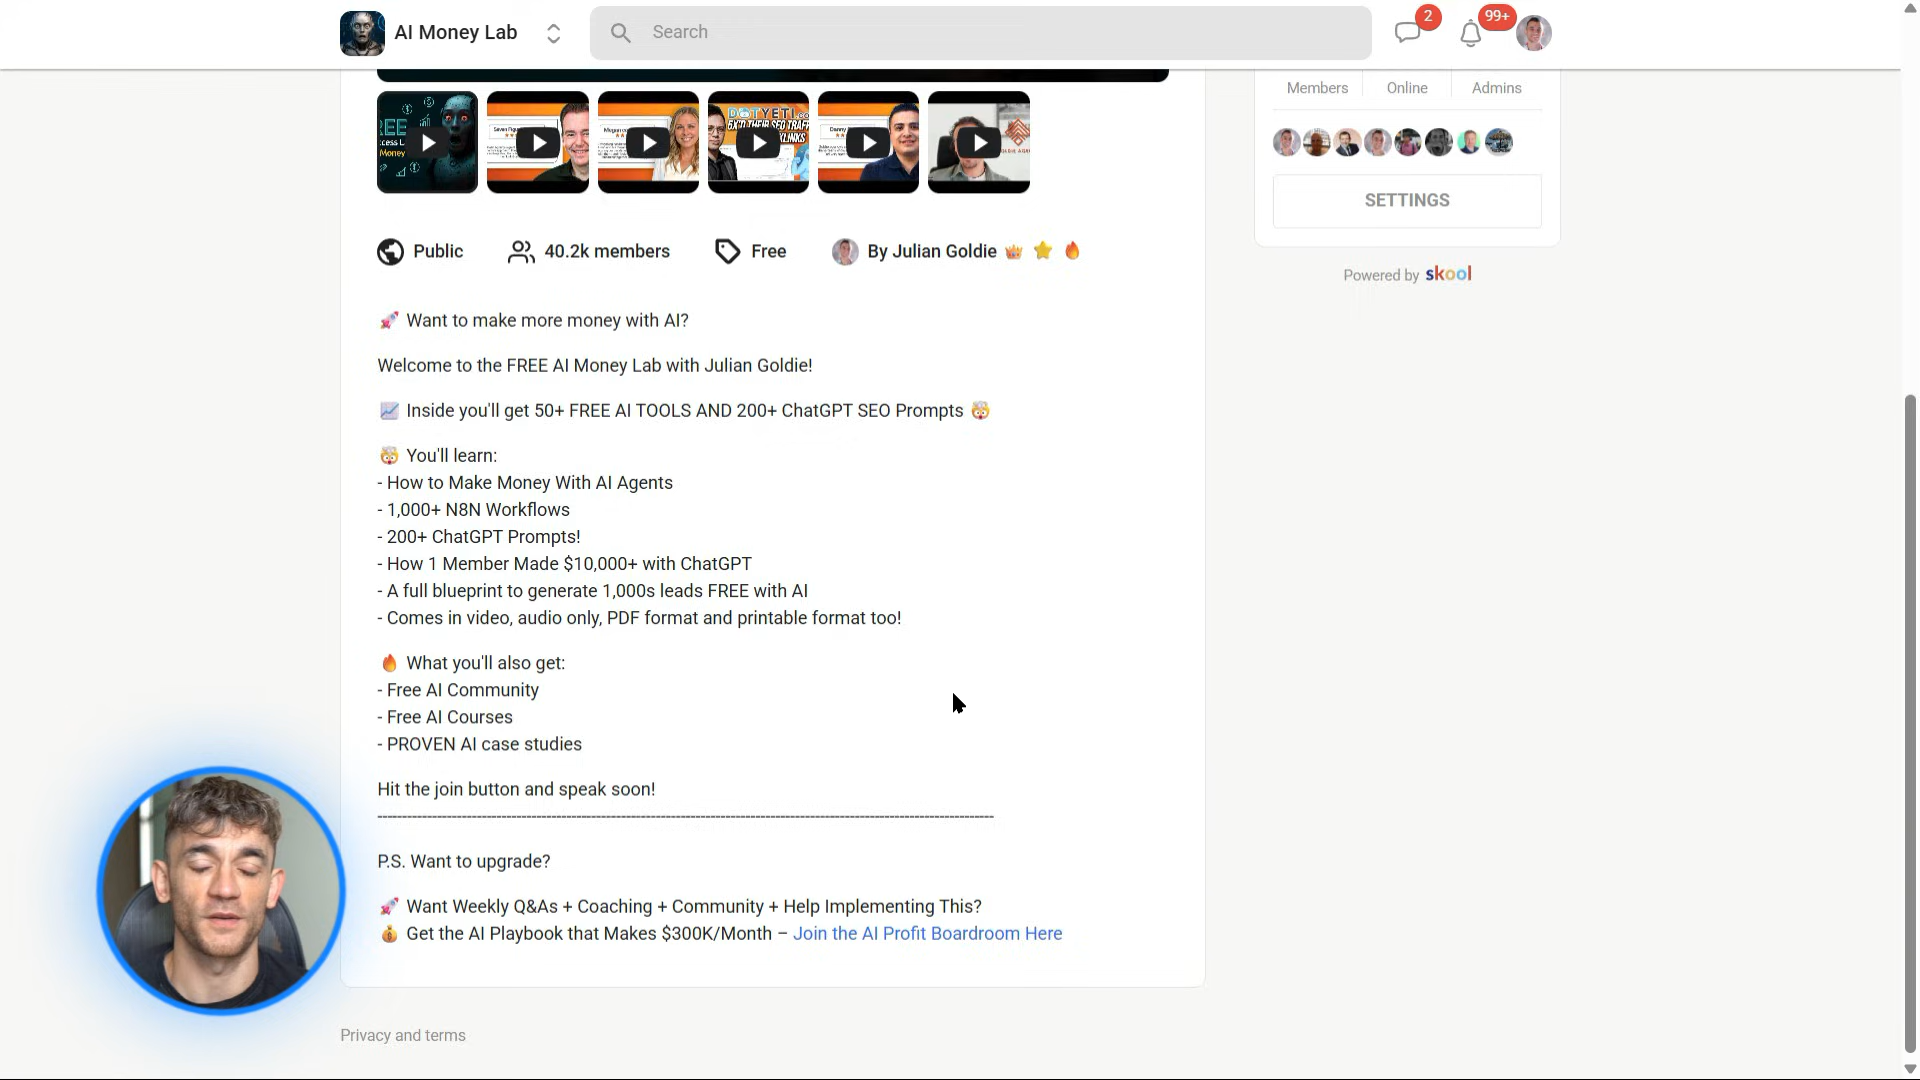 AI Money Lab
Search
2
99+
Members
Online
Admins
SETTINGS
Powered by skool
Public
40.2k members
Free
By Julian Goldie
🚀 Want to make more money with AI?
Welcome to the FREE AI Money Lab with Julian Goldie!
📈 Inside you'll get 50+ FREE AI TOOLS AND 200+ ChatGPT SEO Prompts 🤯
🤯 You'll learn:
- How to Make Money With AI Agents
- 1,000+ N8N Workflows
- 200+ ChatGPT Prompts!
- How 1 Member Made $10,000+ with ChatGPT
- A full blueprint to generate 1,000s leads FREE with AI
- Comes in video, audio only, PDF format and printable format too!
🔥 What you'll also get:
- Free AI Community
- Free AI Courses
- PROVEN AI case studies
Hit the join button and speak soon!
P.S. Want to upgrade?
🚀 Want Weekly Q&As + Coaching + Community + Help Implementing This?
💰 Get the AI Playbook that Makes $300K/Month – Join the AI Profit Boardroom Here
Privacy and terms